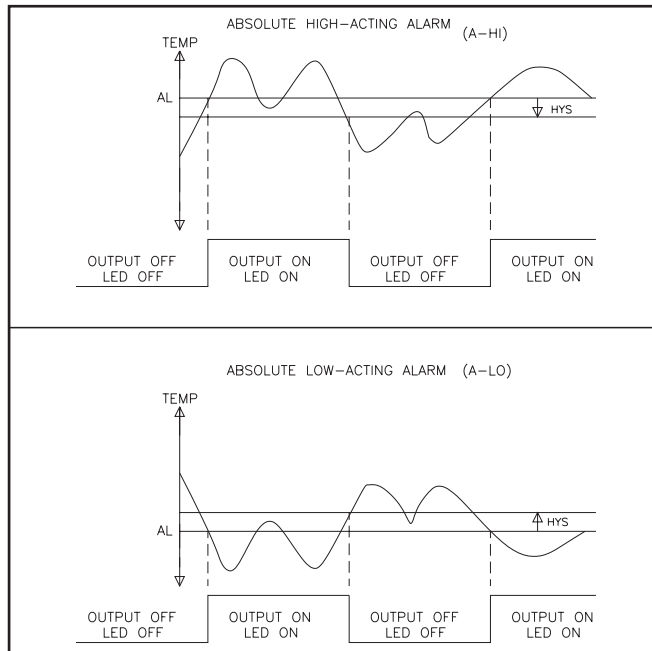 ABSOLUTE HIGH-ACTING ALARM (A-HI)
TEMP
AL
HYS
OUTPUT OFF OUTPUT ON OUTPUT OFF OUTPUT ON
LED OFF LED ON LED OFF LED ON
ABSOLUTE LOW-ACTING ALARM (A-LO)
TEMP
HYS
AL
OUTPUT OFF OUTPUT ON OUTPUT OFF OUTPUT ON
LED OFF LED ON LED OFF LED ON